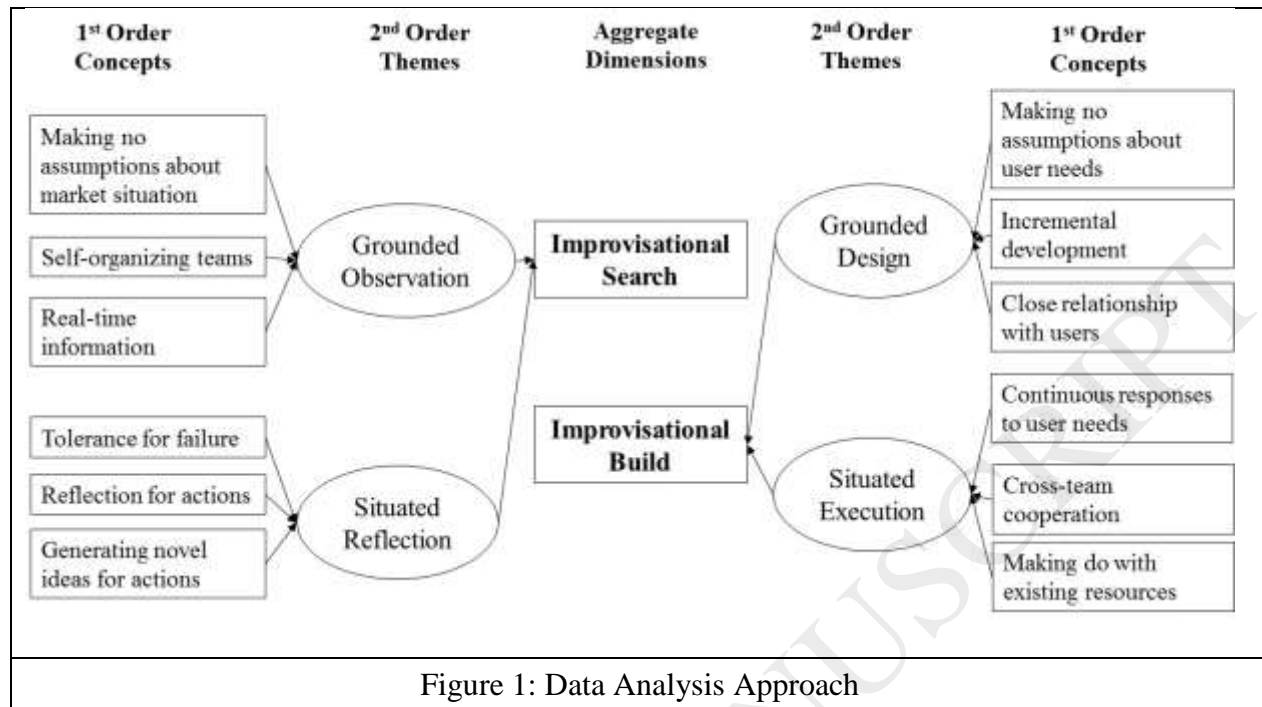 1st Order
Concepts
2nd Order
Themes
Aggregate
Dimensions
2nd Order
Themes
1st Order
Concepts
Making no
assumptions about
market situation
Self-organizing teams
Real-time
information
Grounded
Observation
Tolerance for failure
Reflection for actions
Generating novel
ideas for actions
Situated
Reflection
Improvisational
Search
Improvisational
Build
Grounded
Design
Situated
Execution
Making no
assumptions about
user needs
Incremental
development
Close relationship
with users
Continuous responses
to user needs
Cross-team
cooperation
Making do with
existing resources
NUSCRIPT
Figure 1: Data Analysis Approach